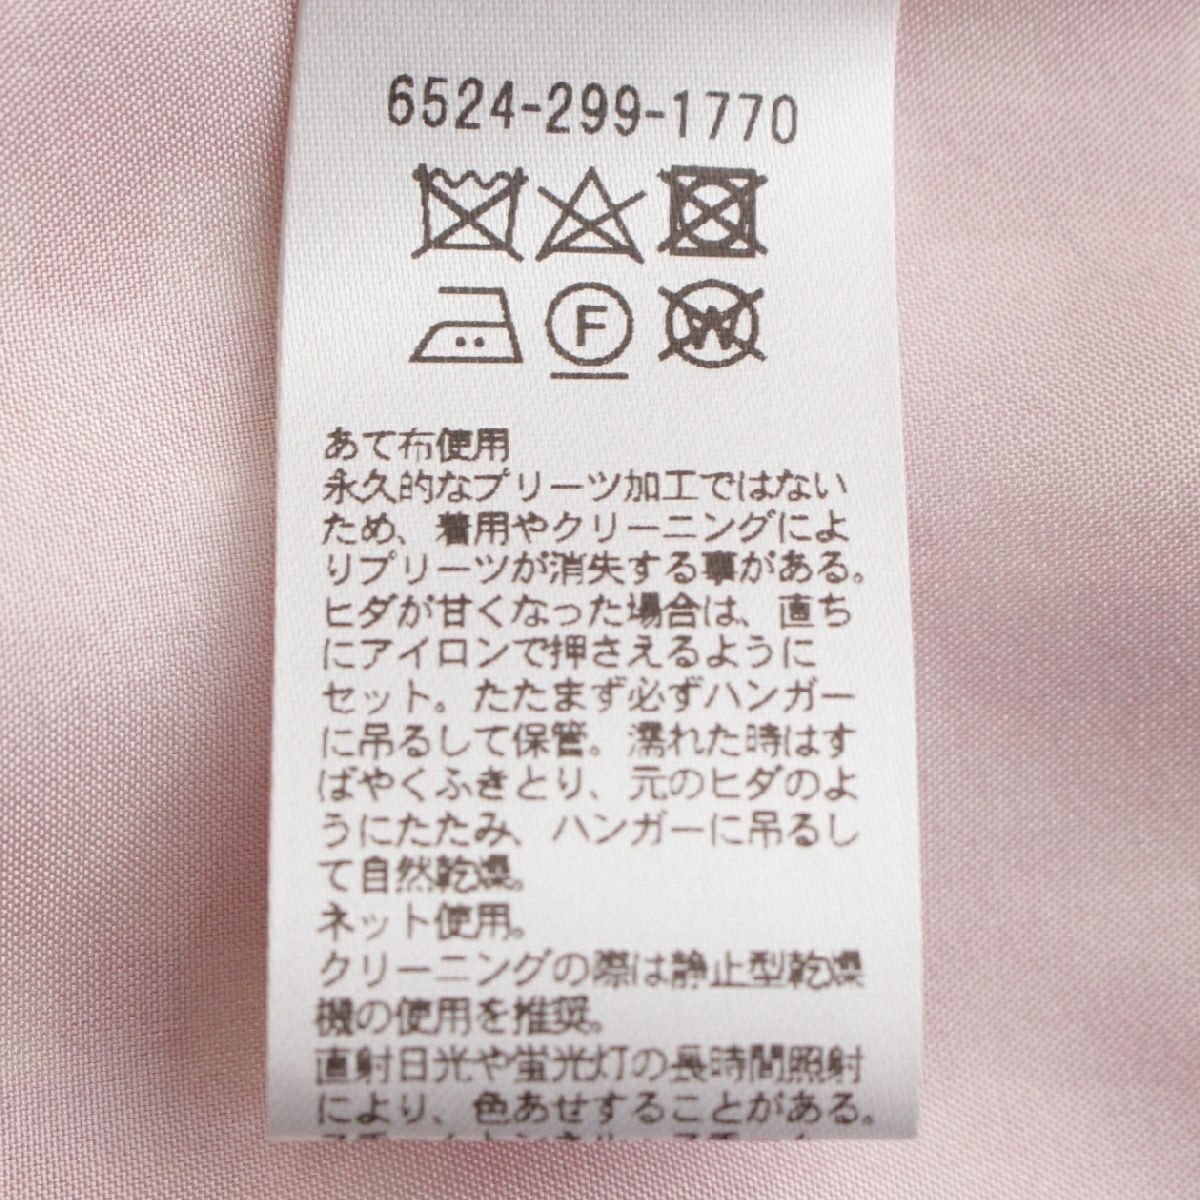 6524-299-1770
F
W
あて布使用
永久的なプリーツ加工ではない
ため、着用やクリーニングによ
りプリーツが消失する事がある。
ヒダが甘くなった場合は、直ち
にアイロンで押さえるように
セット。たたまず必ずハンガー
に吊るして保管。濡れた時はす
ばやくふきとり、元のヒダのよ
うにたたみ、ハンガーに吊るし
て自然乾燥。
ネット使用。
クリーニングの際は静止型乾燥
機の使用を推奨。
直射日光や蛍光灯の長時間照射
により、色あせすることがある。